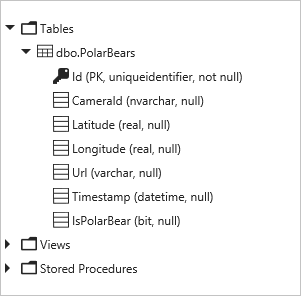 Tables
dbo.PolarBears
Id (PK, uniqueidentifier, not null)
CameraId (nvarchar, null)
Latitude (real, null)
Longitude (real, null)
Url (varchar, null)
Timestamp (datetime, null)
IsPolarBear (bit, null)
Views
Stored Procedures